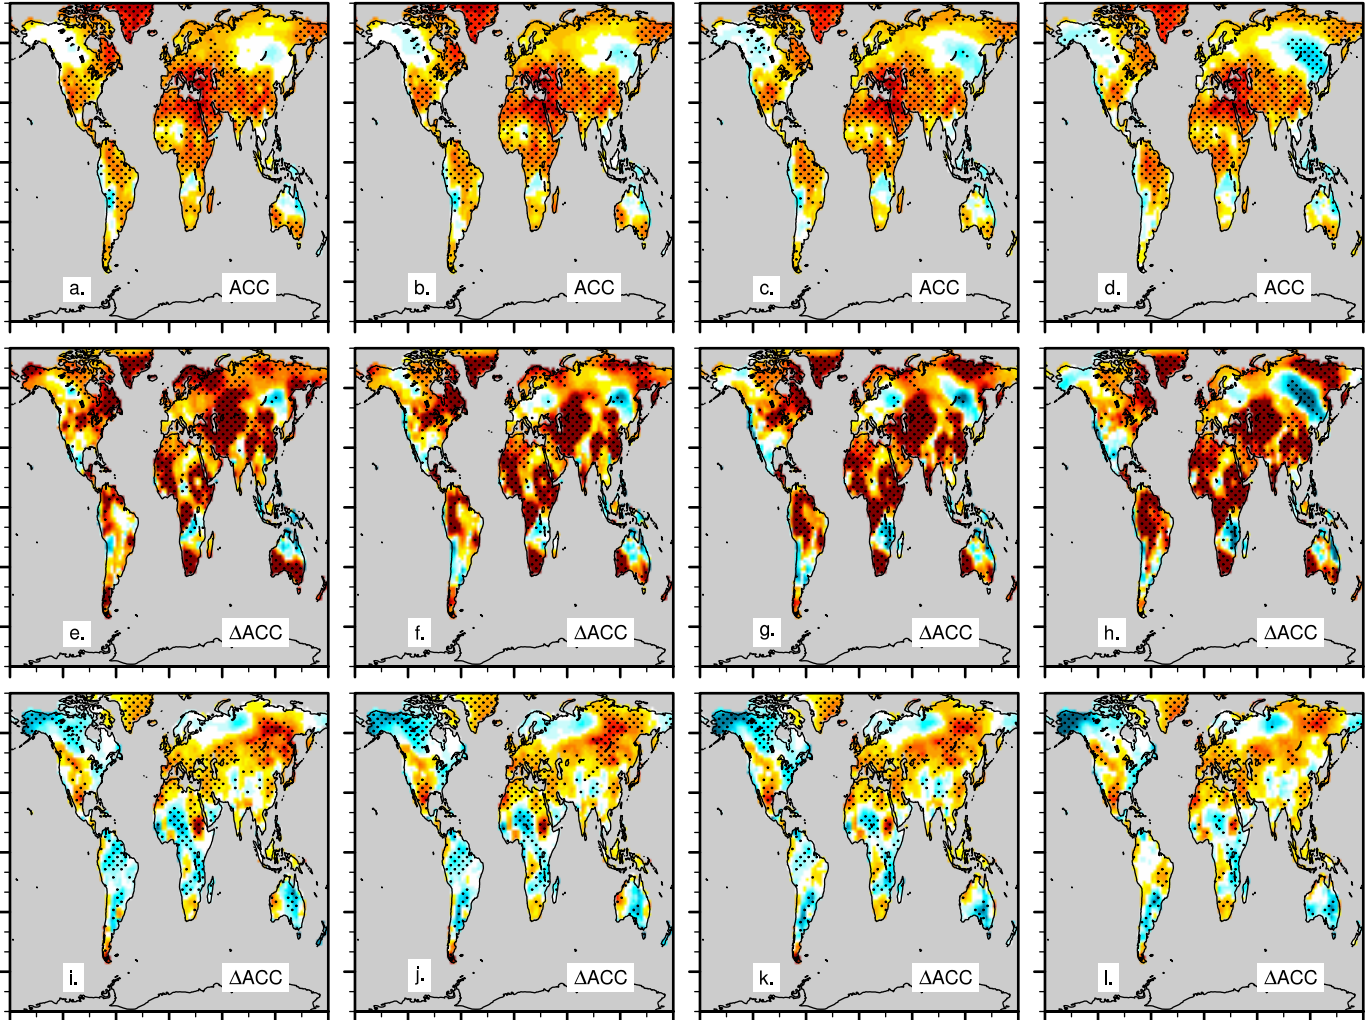 a. ACC
b. ACC
c. ACC
d. ACC
e. ΔACC
f. ΔACC
g. ΔACC
h. ΔACC
i. ΔACC
j. ΔACC
k. ΔACC
l. ΔACC